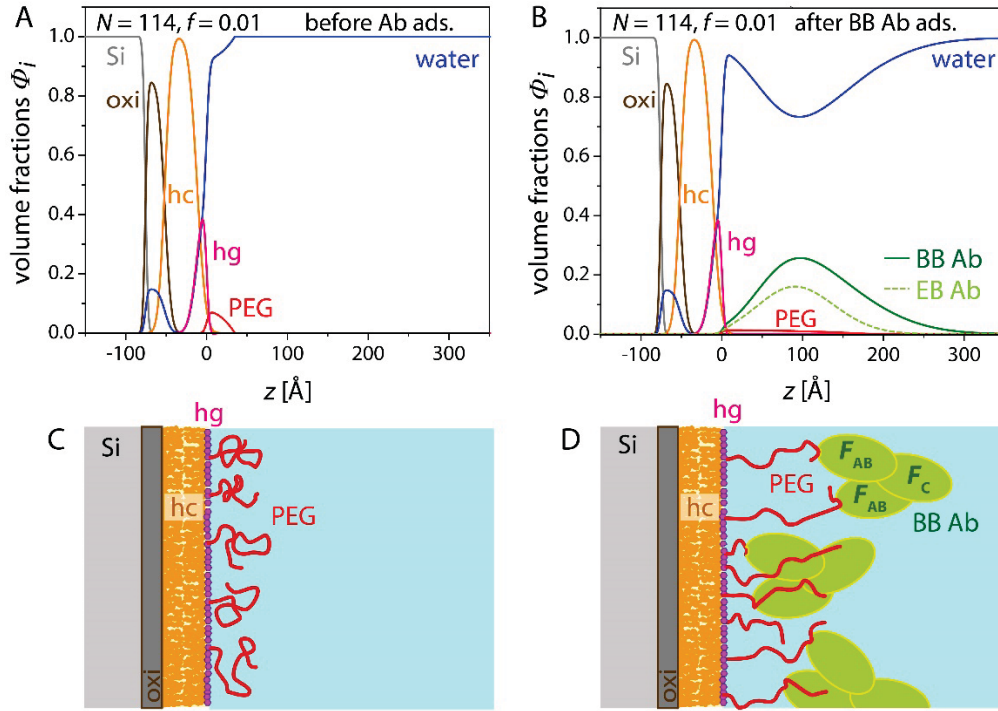 A
N = 114, f = 0.01 before Ab ads.
1.0
0.8
0.6
0.4
0.2
0.0
volume fractions Φi
Si
oxi
hc
hg
PEG
water
-100
0
100
200
300
z [Å]
B
N = 114, f = 0.01 after BB Ab ads.
1.0
0.8
0.6
0.4
0.2
0.0
volume fractions Φi
Si
oxi
hc
hg
PEG
water
BB Ab
EB Ab
-100
0
100
200
300
z [Å]
C
hg
Si
hc
PEG
oxi
D
hg
Si
hc
PEG
FAB
FC
FAB
BB Ab
oxi